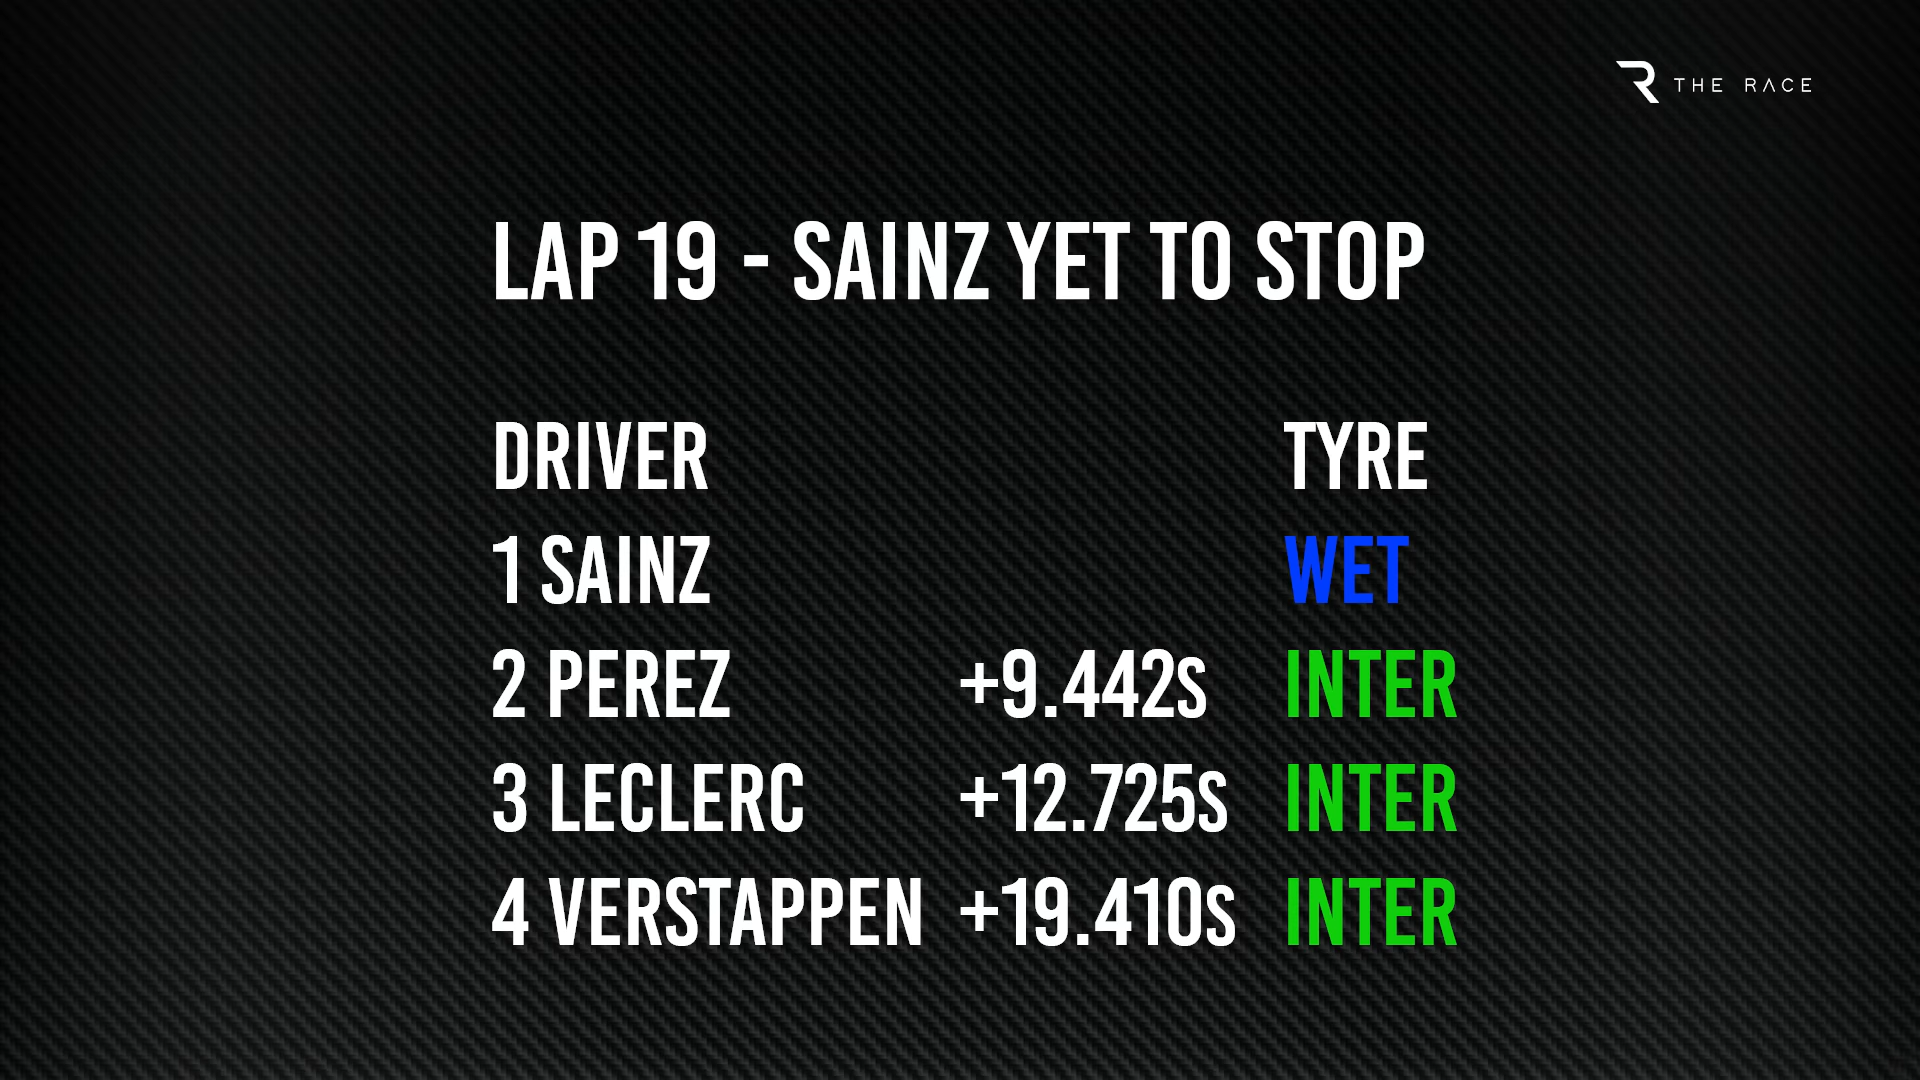 THE RACE
LAP 19 - SAINZ YET TO STOP
DRIVER TYRE
1 SAINZ WET
2 PEREZ +9.442S INTER
3 LECLERC +12.725S INTER
4 VERSTAPPEN +19.410S INTER